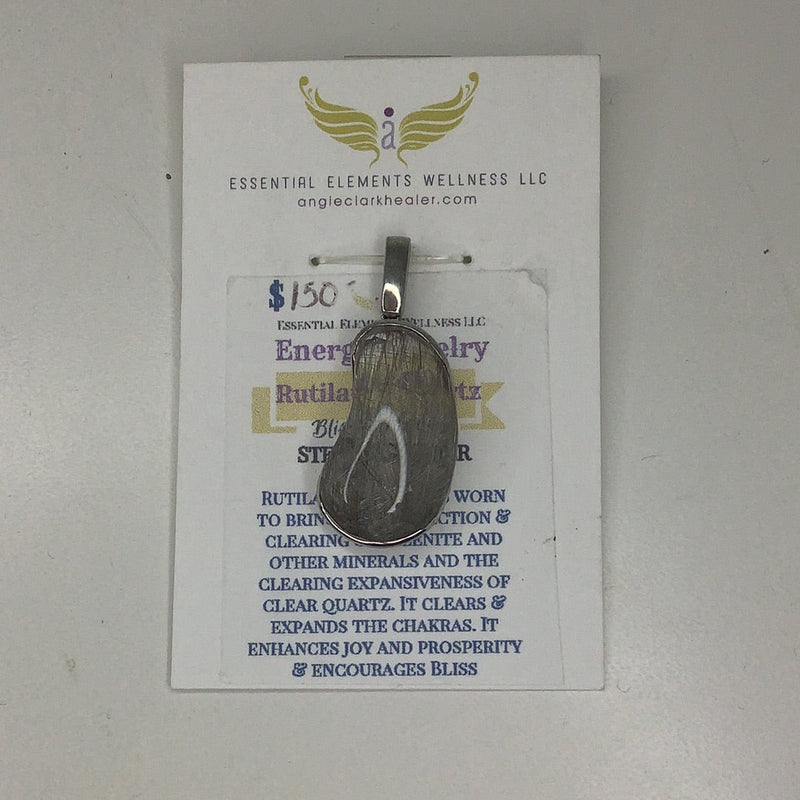 a
ESSENTIAL ELEMENTS WELLNESS LLC
angieclarkhealer.com
$150
ESSENTIAL ELEM WELLNESS LLC
Energ elry
Rutila tz
Bli
STE R
RUTILA WORN
TO BRIN CTION &
CLEARING ENITE AND
OTHER MINERALS AND THE
CLEARING EXPANSIVENESS OF
CLEAR QUARTZ. IT CLEARS &
EXPANDS THE CHAKRAS. IT
ENHANCES JOY AND PROSPERITY
& ENCOURAGES BLISS